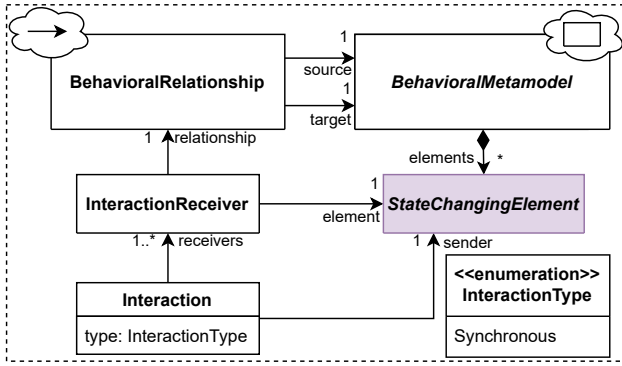 1
source
BehavioralRelationship
BehavioralMetamodel
1
target
1
relationship
elements
*
InteractionReceiver
1
element
StateChangingElement
1..*
receivers
1
sender
Interaction
type: InteractionType
<<enumeration>>
InteractionType
Synchronous